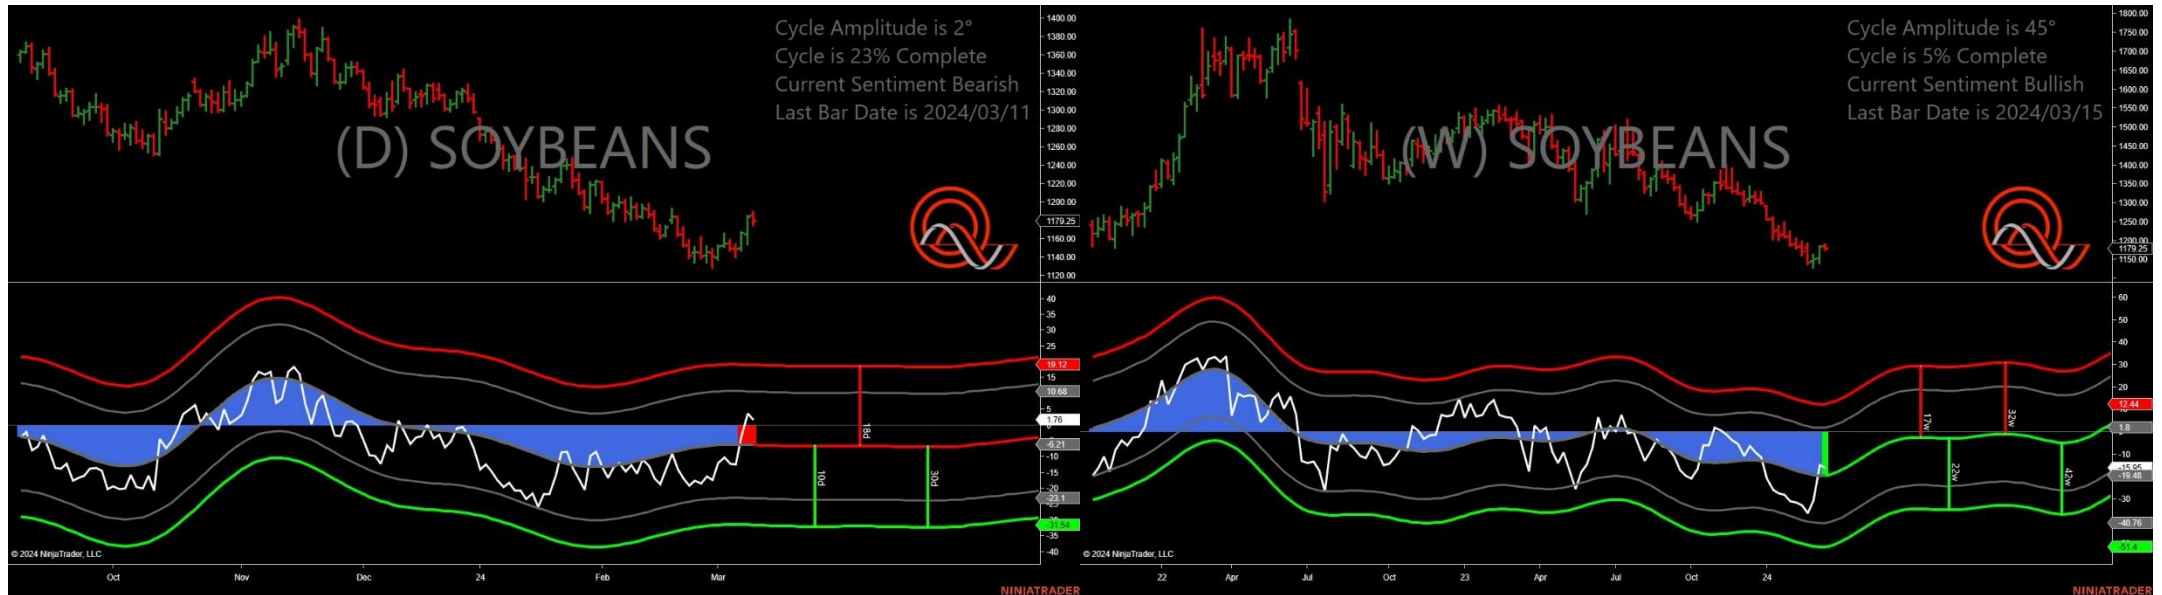 Cycle Amplitude is 2°
Cycle is 23% Complete
Current Sentiment Bearish
Last Bar Date is 2024/03/11
(D) SOYBEANS
1400.00
1380.00
1360.00
1340.00
1320.00
1300.00
1280.00
1260.00
1240.00
1220.00
1200.00
1179.25
1160.00
1140.00
1120.00
40
35
30
25
19.12
15
10.68
5
1.76
-6.21
-10
-15
-20
-23.1
-31.54
-35
-40
18d
10d
30d
© 2024 NinjaTrader, LLC
Oct
Nov
Dec
24
Feb
Mar
NINJATRADER
Cycle Amplitude is 45°
Cycle is 5% Complete
Current Sentiment Bullish
Last Bar Date is 2024/03/15
(W) SOYBEANS
1800.00
1750.00
1700.00
1650.00
1600.00
1550.00
1500.00
1450.00
1400.00
1350.00
1300.00
1250.00
1200.00
1179.25
1150.00
60
50
40
30
20
12.44
1.8
-10
-15.95
-19.48
-30
-40.76
-51.4
17w
32w
22w
42w
© 2024 NinjaTrader, LLC
22
Apr
Jul
Oct
23
Apr
Jul
Oct
24
NINJATRADER